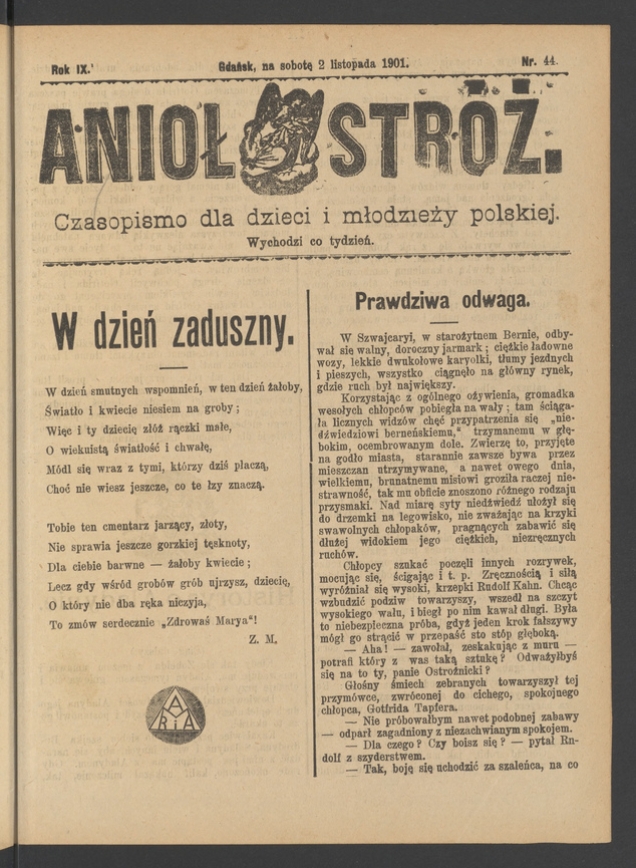 Rok IX.
Gdańsk, na sobotę 2 listopada 1901.
Nr. 44.
ANIOŁ STRÓŻ.
Czasopismo dla dzieci i młodzieży polskiej.
Wychodzi co tydzień.
W dzień zaduszny.
W dzień smutnych wspomnień, w ten dzień żałoby,
Światło i kwiecie niesiem na groby;
Więc i ty dziecię złóż rączki małe,
O wiekuistą światłość i chwałę,
Módl się wraz z tymi, którzy dziś płaczą,
Choć nie wiesz jeszcze, co te łzy znaczą.
Tobie ten cmentarz jarzący, złoty,
Nie sprawia jeszcze gorzkiej tęsknoty,
Dla ciebie barwne — żałoby kwiecie;
Lecz gdy wśród grobów grób ujrzysz, dziecię,
O który nie dba ręka niczyja,
To zmów serdecznie „Zdrowaś Marya"!
Z. M.
MARIA
Prawdziwa odwaga.
W Szwajcaryi, w starożytnem Bernie, odby-
wał się walny, doroczny jarmark; ciężkie ładowne
wozy, lekkie dwukołowe karyolki, tłumy jezdnych
i pieszych, wszystko ciągnęło na główny rynek,
gdzie ruch był największy.
Korzystając z ogólnego ożywienia, gromadka
wesołych chłopców pobiegła na wały; tam ściąga-
ła licznych widzów chęć przypatrzenia się „nie-
dźwiedziowi berneńskiemu," trzymanemu w głę-
bokim, ocembrowanym dole. Zwierzę to, przyjęte
na godło miasta, starannie zawsze bywa przez
mieszczan utrzymywane, a nawet owego dnia,
wielkiemu, brunatnemu misiowi groziła raczej nie-
strawność, tak mu obficie znoszono różnego rodzaju
przysmaki. Nad miarę syty niedźwiedź ułożył się
do drzemki na legowisko, nie zważając na krzyki
swawolnych chłopaków, pragnących zabawić się
dłużej widokiem jego ciężkich, niezręcznych
ruchów.
Chłopcy szukać poczęli innych rozrywek,
mocując się, ścigając i t. p. Zręcznością i siłą
wyróżniał się wysoki, krzepki Rudolf Kahn. Chcąc
wzbudzić podziw towarzyszy, wszedł na szczyt
wysokiego wału, i biegł po nim kawał długi. Była
to niebezpieczna próba, gdyż jeden krok fałszywy
mógł go strącić w przepaść sto stóp głęboką.
— Aha! — zawołał, zeskakując z muru —
potrafi który z was taką sztukę? Odważyłbyś
się na to ty, panie Ostrożnicki?
Głośny śmiech zebranych towarzyszył tej
przymówce, zwróconej do cichego, spokojnego
chłopca, Gotfrida Tapfera.
— Nie próbowałbym nawet podobnej zabawy
— odparł zagadniony z niezachwianym spokojem.
— Dla czego? Czy boisz się? — pytał Ru-
dolf z szyderstwem.
— Tak, boję się uchodzić za szaleńca, na co